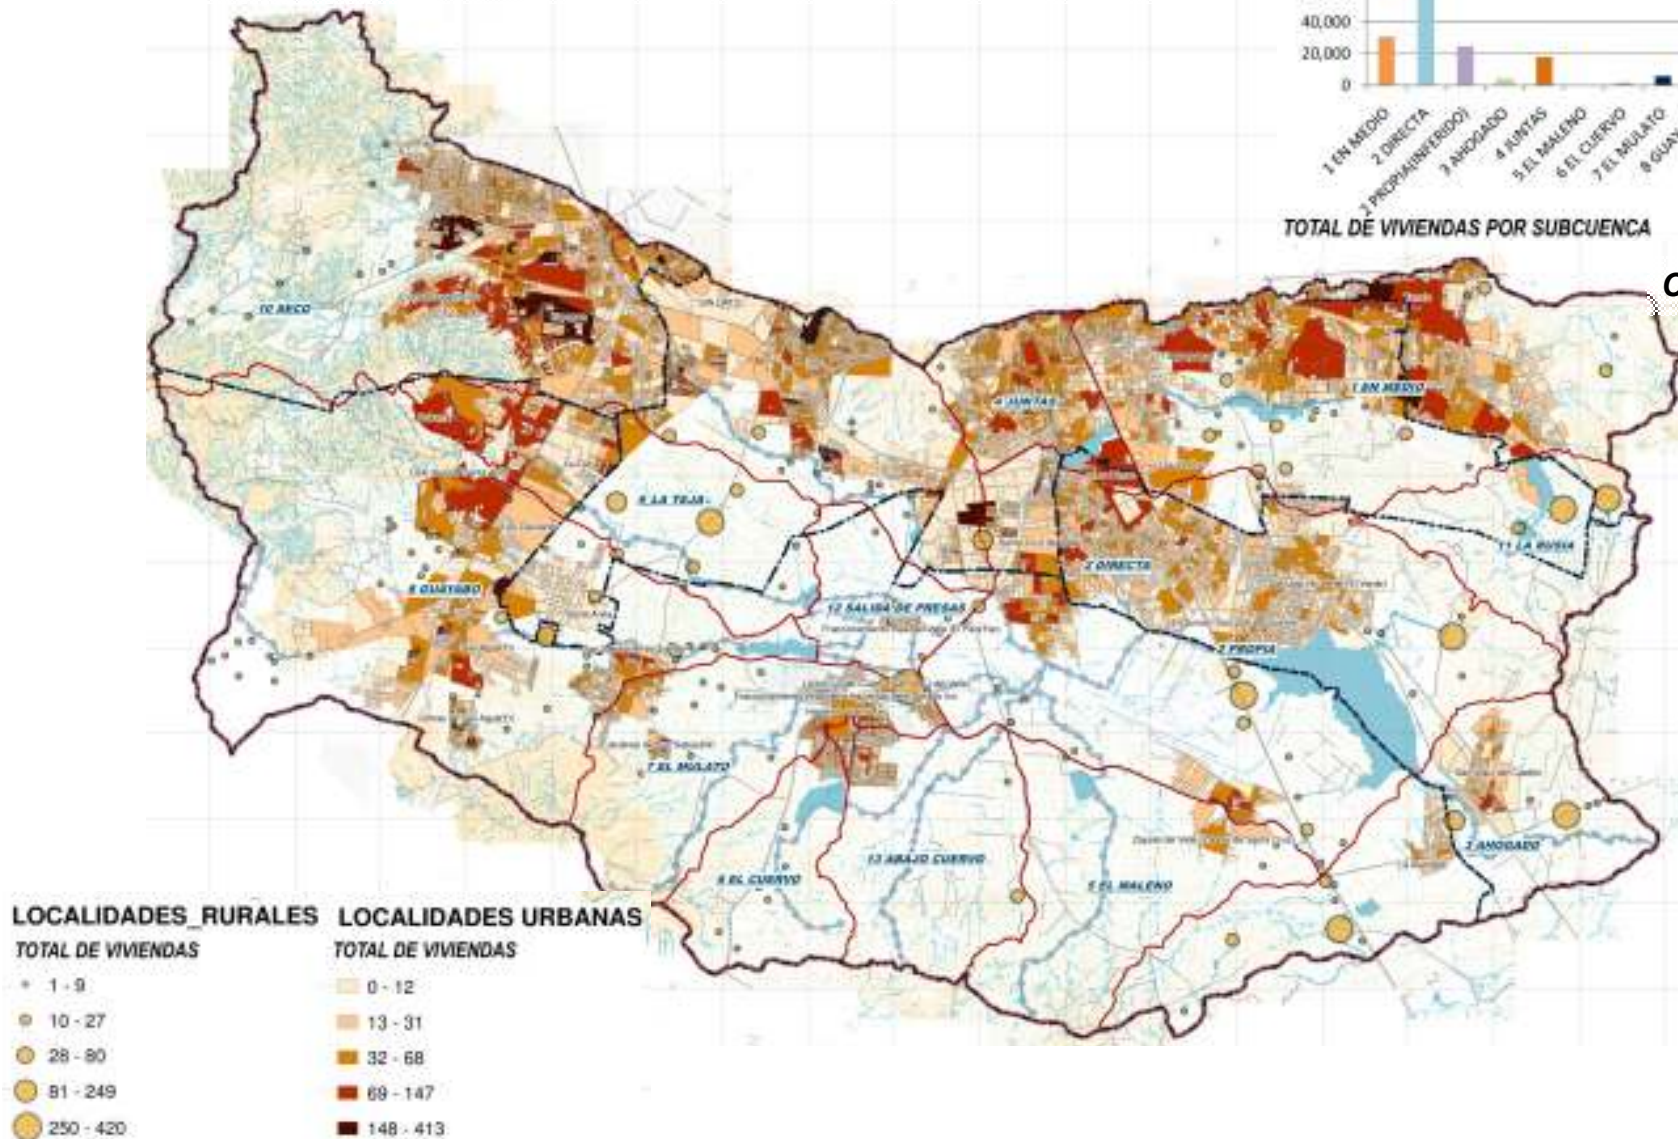 40,000
20,000
0
1 EN MEDIO
2 DIRECTA
2 PROPIA(INFERIDO)
3 AHOGADO
4 JUNTAS
5 EL MALENO
6 EL CUERVO
7 EL MULATO
8 GUAY
TOTAL DE VIVIENDAS POR SUBCUENCA
C
10 SECO
4 JUNTAS
1 EN MEDIO
9 LA TEJA
11 LA RUSIA
2 DIRECTA
8 GUAYABO
12 SALIDA DE PRESAS
2 PROPIA
7 EL MULATO
3 AHOGADO
13 ABAJO CUERVO
6 EL CUERVO
5 EL MALENO
LOCALIDADES_RURALES
TOTAL DE VIVIENDAS
1 - 9
10 - 27
28 - 80
81 - 249
250 - 420
LOCALIDADES URBANAS
TOTAL DE VIVIENDAS
0 - 12
13 - 31
32 - 68
69 - 147
148 - 413